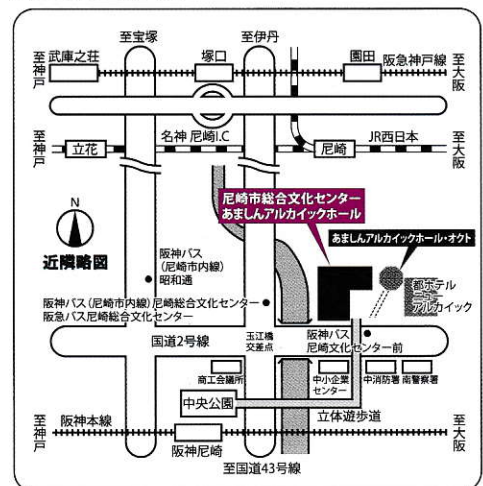 至宝塚
至伊丹
至神戸
武庫之荘
塚口
園田
阪急神戸線
至大阪
名神 尼崎I.C
JR西日本
至神戸
立花
尼崎
至大阪
尼崎市総合文化センター
あましんアルカイックホール
あましんアルカイックホール・オクト
N
近隣略図
阪神バス
(尼崎市内線)
昭和通
都ホテル
ニュー
アルカイック
阪神バス(尼崎市内線)尼崎総合文化センター
阪急バス尼崎総合文化センター
国道2号線
玉江橋
交差点
阪神バス
尼崎文化センター前
商工会議所
中小企業
センター
中消防署
南警察署
中央公園
立体遊歩道
至神戸
阪神本線
阪神尼崎
至大阪
至国道43号線